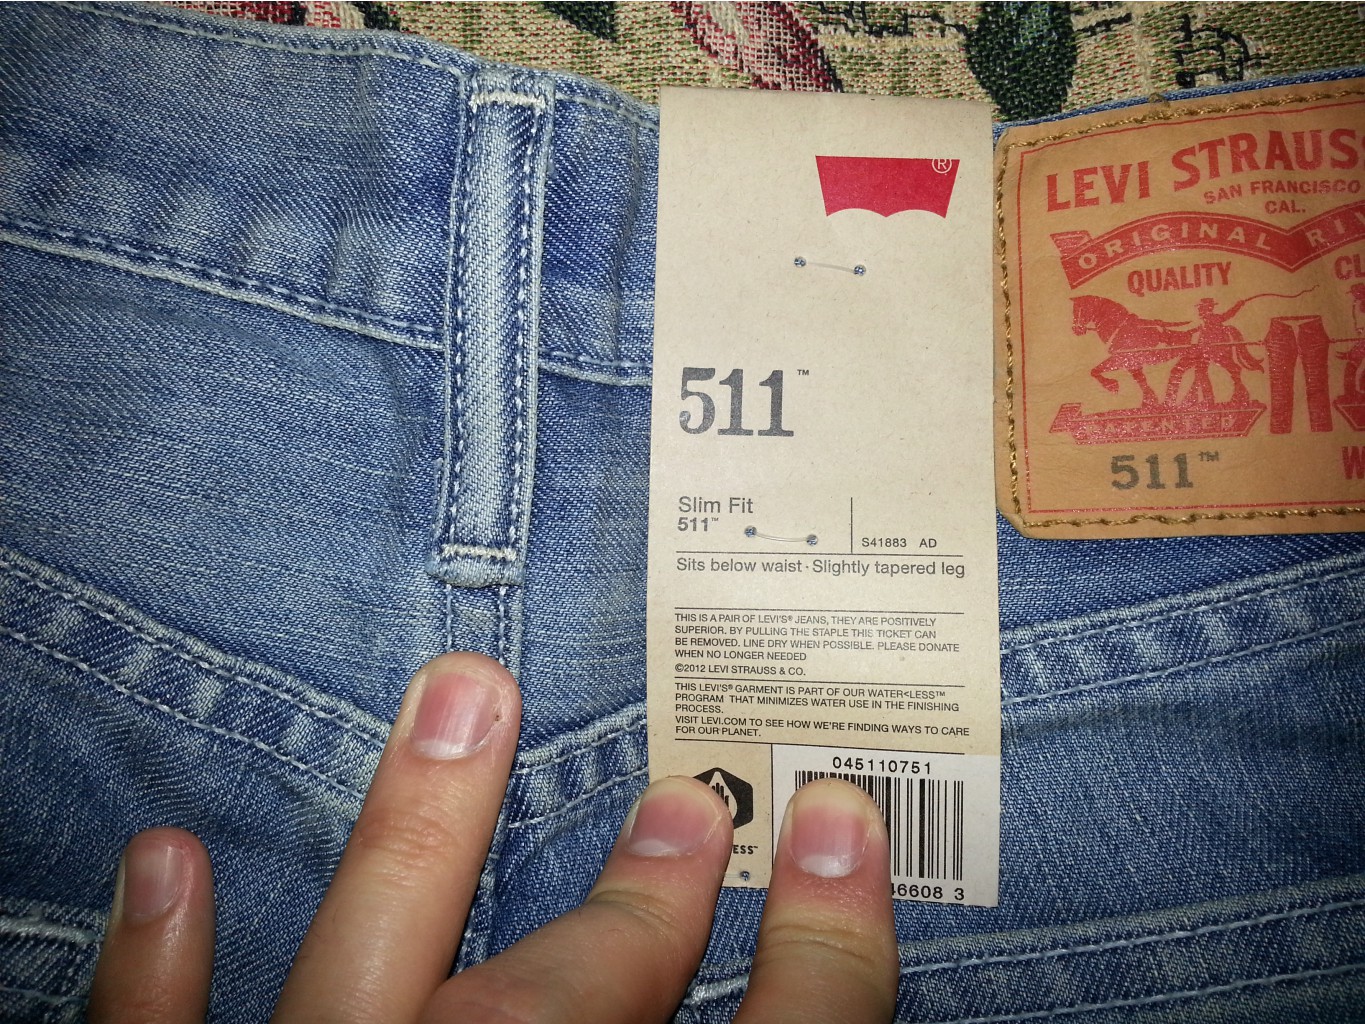 ®
511™
Slim Fit
511™
S41883 AD
Sits below waist · Slightly tapered leg
THIS IS A PAIR OF LEVI'S® JEANS, THEY ARE POSITIVELY
SUPERIOR. BY PULLING THE STAPLE THIS TICKET CAN
BE REMOVED. LINE DRY WHEN POSSIBLE. PLEASE DONATE
WHEN NO LONGER NEEDED
©2012 LEVI STRAUSS & CO.
THIS LEVI'S® GARMENT IS PART OF OUR WATER<LESS™
PROGRAM THAT MINIMIZES WATER USE IN THE FINISHING
PROCESS.
VISIT LEVI.COM TO SEE HOW WE'RE FINDING WAYS TO CARE
FOR OUR PLANET.
045110751
ESS™
46608 3
LEVI STRAUSS
SAN FRANCISCO
CAL.
ORIGINAL RIV
QUALITY CL
PATENTED
511™ W